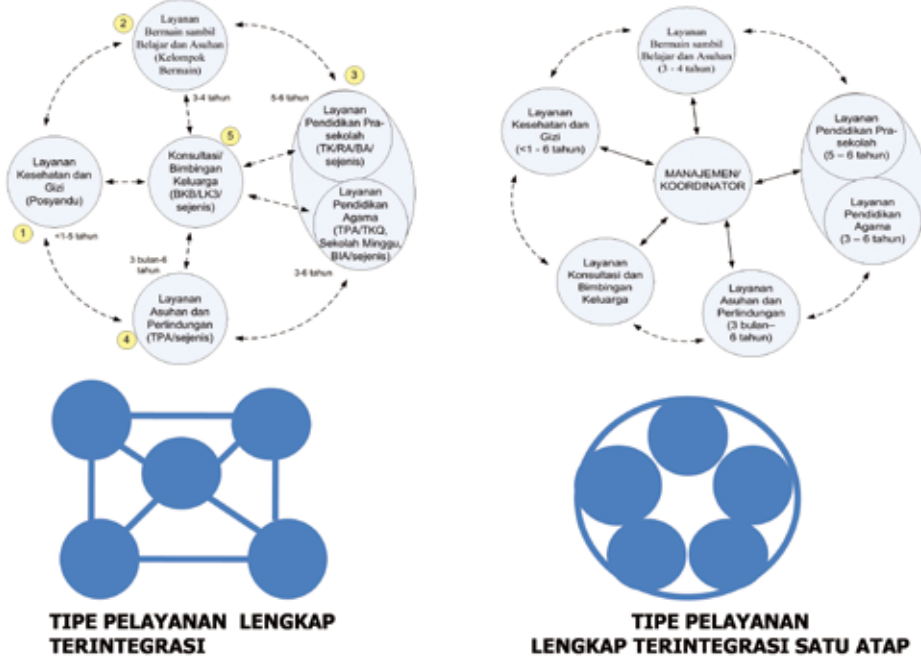 2
Layanan
Bermain sambil
Belajar dan Asuhan
(Kelompok
Bermain)
3
3-4 tahun
5-6 tahun
Layanan
Pendidikan Pra-
sekolah
(TK/RA/BA/
sejenis)
5
Konsultasi/
Bimbingan
Keluarga
(BKB/LK3/
sejenis)
Layanan
Kesehatan dan
Gizi
(Posyandu)
1
<1-5 tahun
Layanan
Pendidikan Agama
(TPA/TKQ,
Sekolah Minggu,
BIA/sejenis)
3 bulan-6
tahun
3-6 tahun
Layanan
Asuhan dan
Perlindungan
(TPA/sejenis)
4
Layanan
Bermain sambil
Belajar dan Asuhan
(3 - 4 tahun)
Layanan
Kesehatan dan
Gizi
(<1 - 6 tahun)
Layanan
Pendidikan Pra-
sekolah
(5 – 6 tahun)
MANAJEMEN/
KOORDINATOR
Layanan
Pendidikan
Agama
(3 – 6 tahun)
Layanan
Konsultasi dan
Bimbingan
Keluarga
Layanan
Asuhan dan
Perlindungan
(3 bulan–
6 tahun)
TIPE PELAYANAN LENGKAP
TERINTEGRASI
TIPE PELAYANAN
LENGKAP TERINTEGRASI SATU ATAP